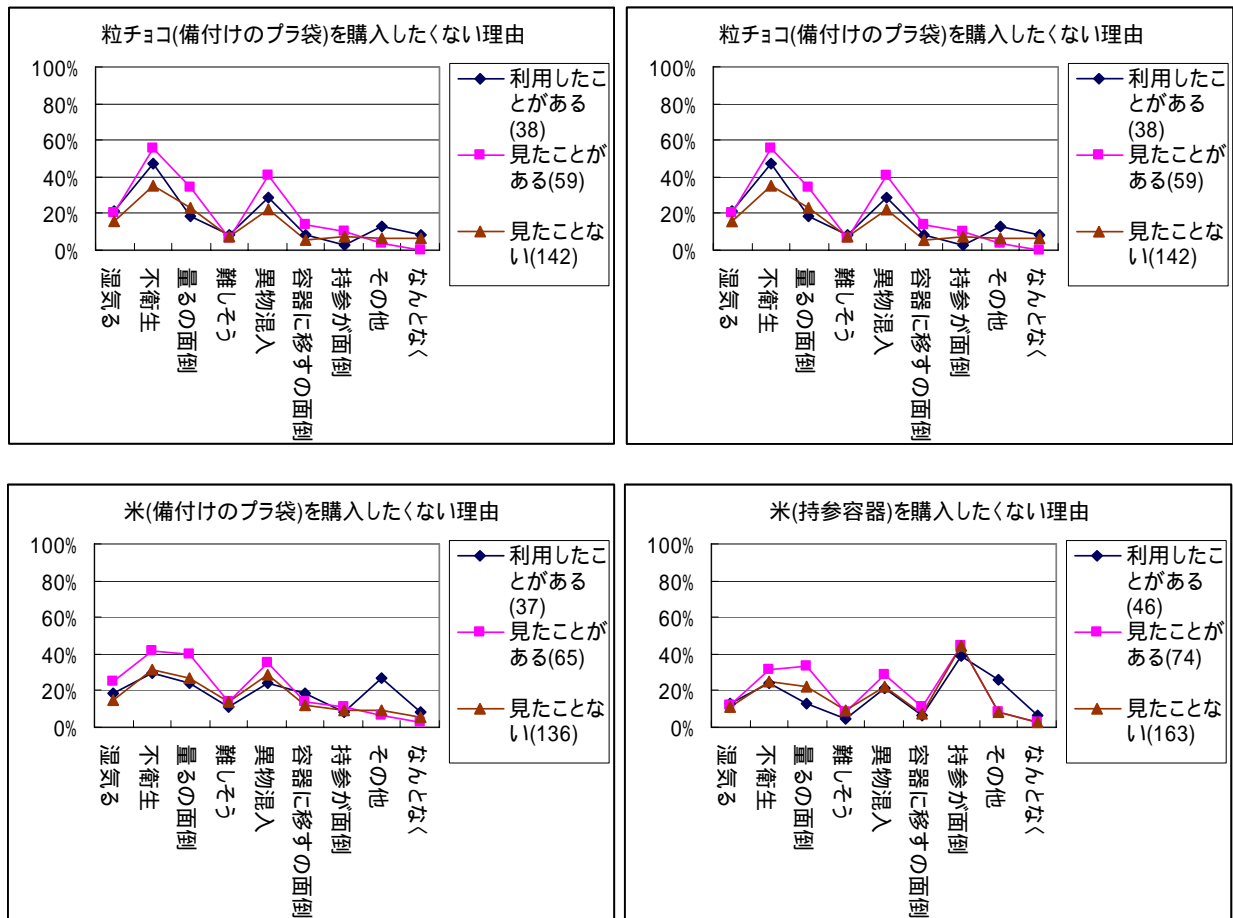 粒チョコ(備付けのプラ袋)を購入したくない理由
100%
80%
60%
40%
20%
0%
湿気る
不衛生
量るの面倒
難しそう
異物混入
容器に移すの面倒
持参が面倒
その他
なんとなく
利用したこ
とがある
(38)
見たことが
ある(59)
見たことな
い(142)
粒チョコ(備付けのプラ袋)を購入したくない理由
100%
80%
60%
40%
20%
0%
湿気る
不衛生
量るの面倒
難しそう
異物混入
容器に移すの面倒
持参が面倒
その他
なんとなく
利用したこ
とがある
(38)
見たことが
ある(59)
見たことな
い(142)
米(備付けのプラ袋)を購入したくない理由
100%
80%
60%
40%
20%
0%
湿気る
不衛生
量るの面倒
難しそう
異物混入
容器に移すの面倒
持参が面倒
その他
なんとなく
利用したこ
とがある
(37)
見たことが
ある(65)
見たことな
い(136)
米(持参容器)を購入したくない理由
100%
80%
60%
40%
20%
0%
湿気る
不衛生
量るの面倒
難しそう
異物混入
容器に移すの面倒
持参が面倒
その他
なんとなく
利用したこ
とがある
(46)
見たことが
ある(74)
見たことな
い(163)